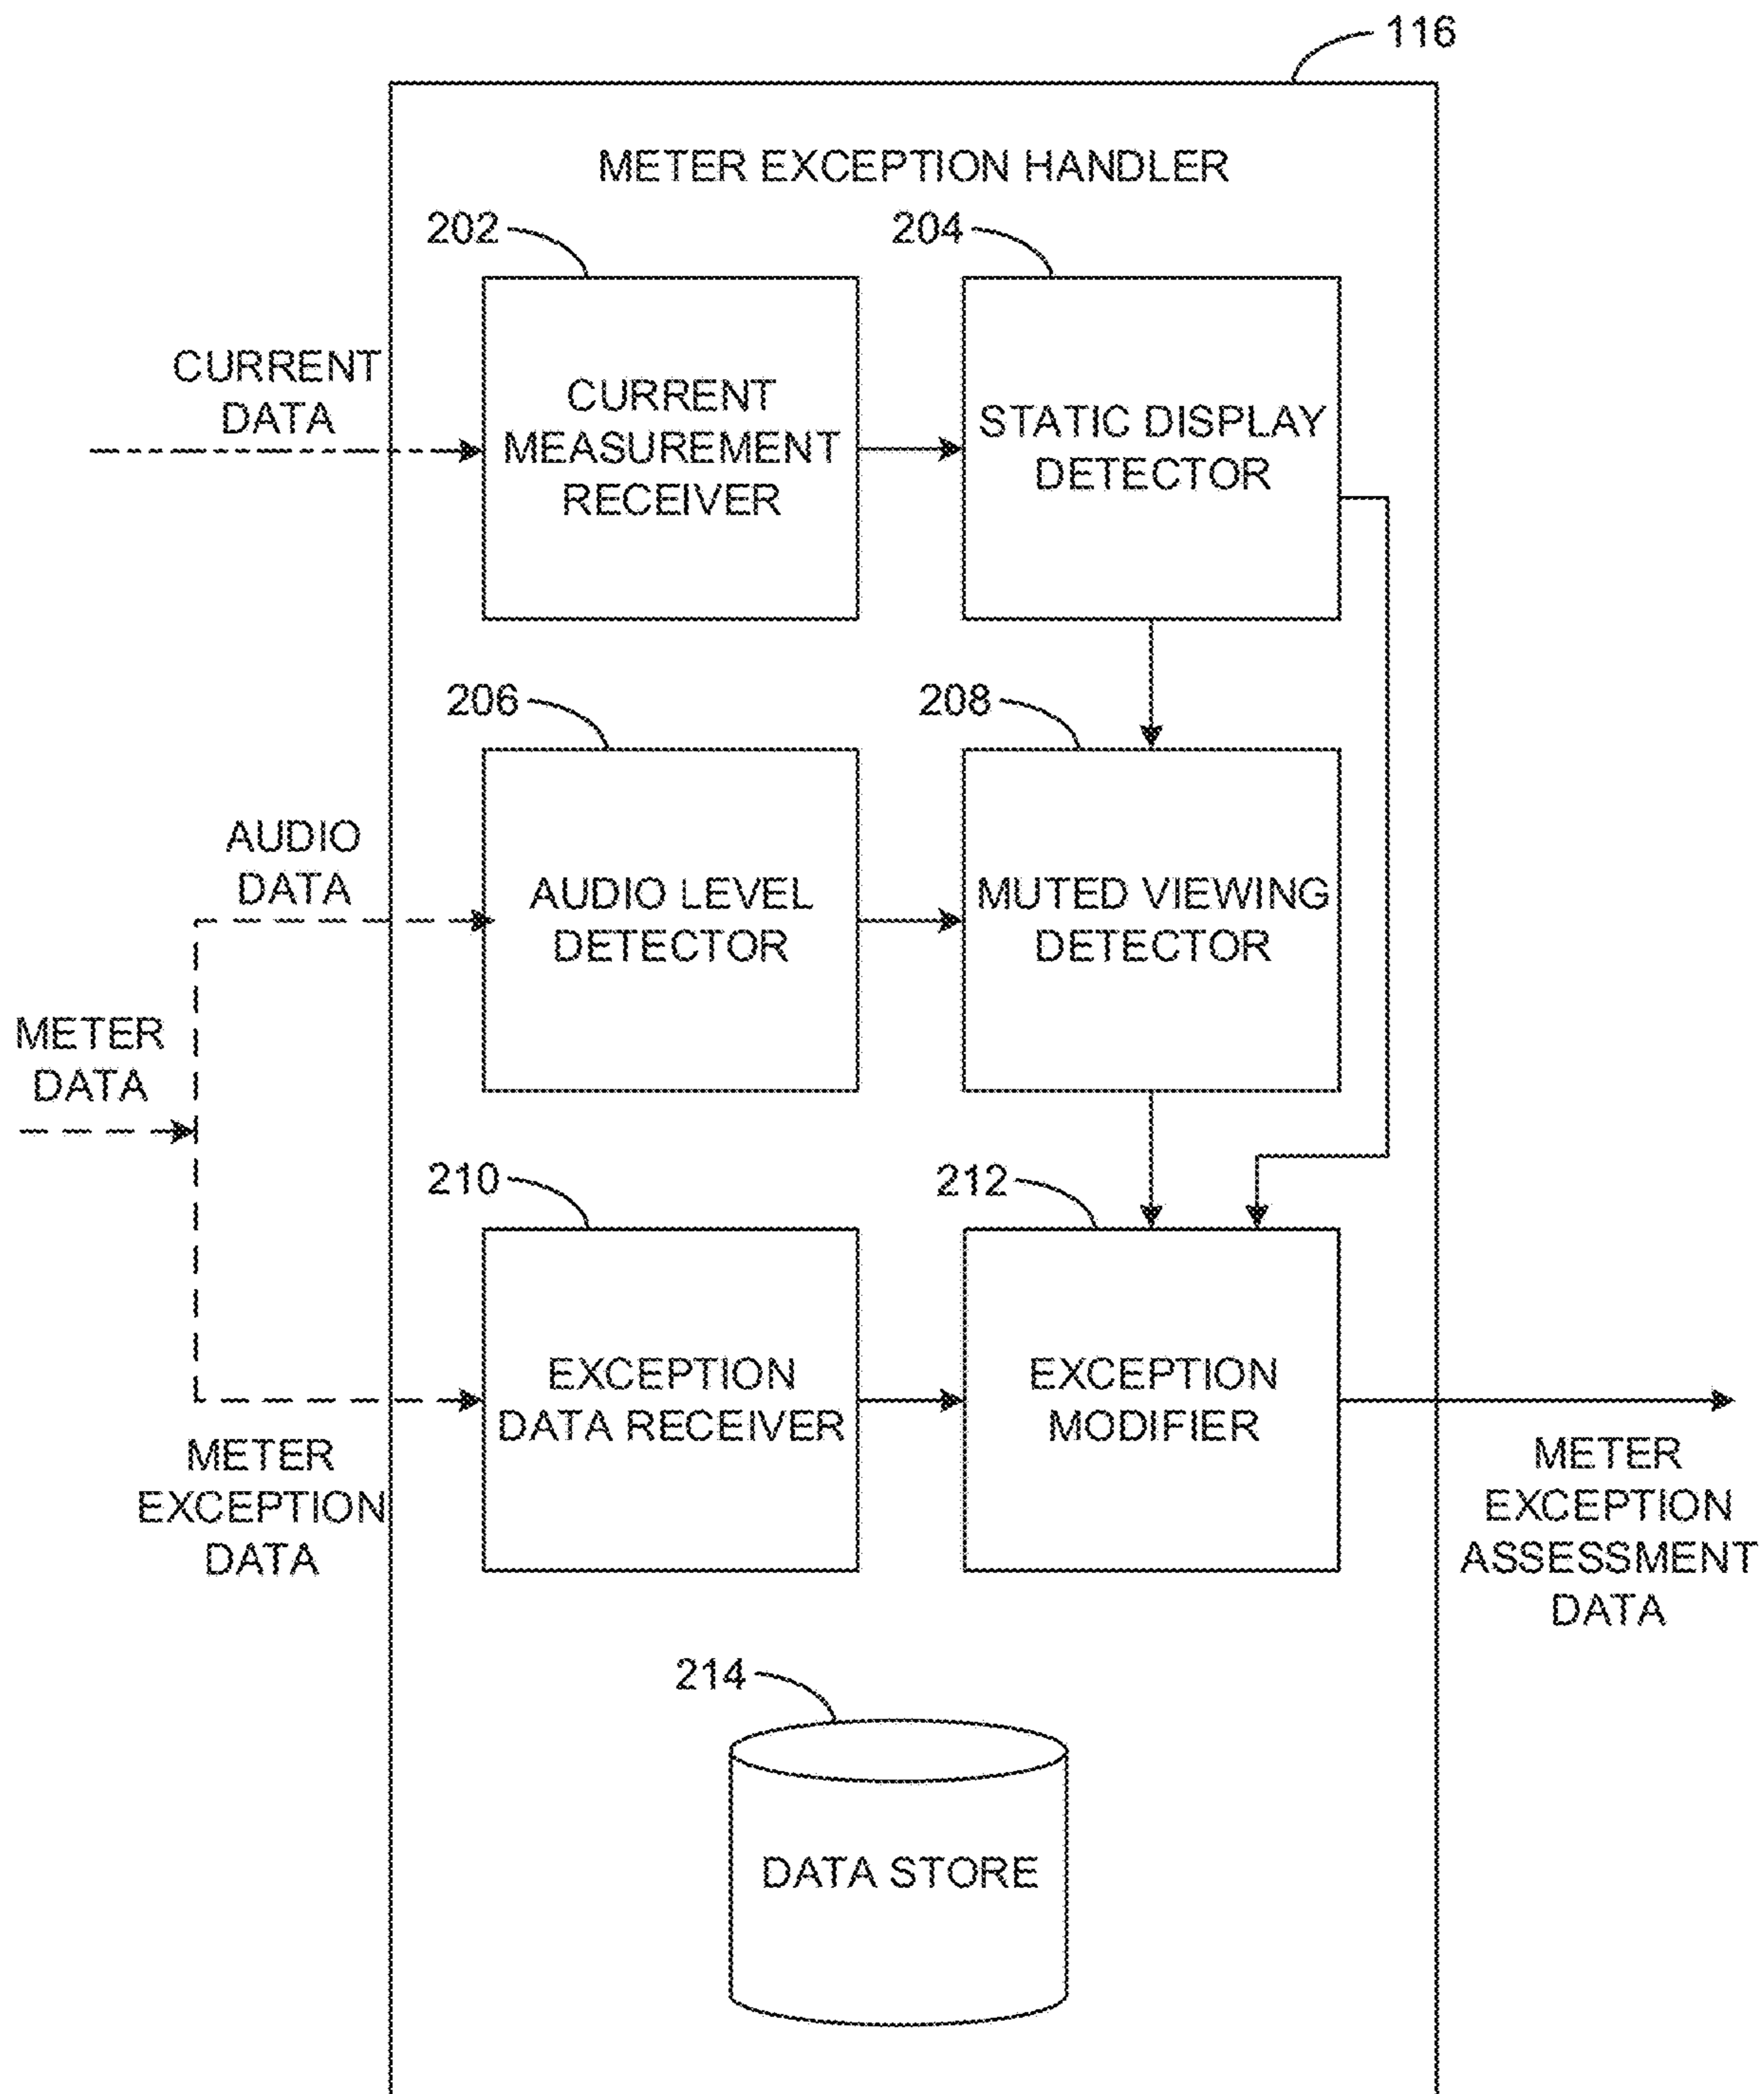 116
METER EXCEPTION HANDLER
202
204
CURRENT
DATA
CURRENT
MEASUREMENT
RECEIVER
STATIC DISPLAY
DETECTOR
206
208
AUDIO
DATA
AUDIO LEVEL
DETECTOR
MUTED VIEWING
DETECTOR
METER
DATA
210
212
EXCEPTION
DATA RECEIVER
EXCEPTION
MODIFIER
METER
EXCEPTION
DATA
METER
EXCEPTION
ASSESSMENT
DATA
214
DATA STORE